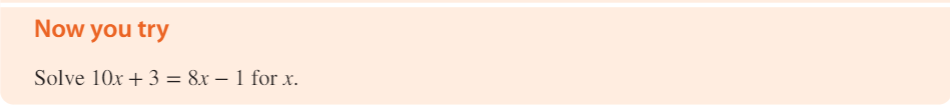 Now you try
Solve 10x + 3 = 8x − 1 for x.